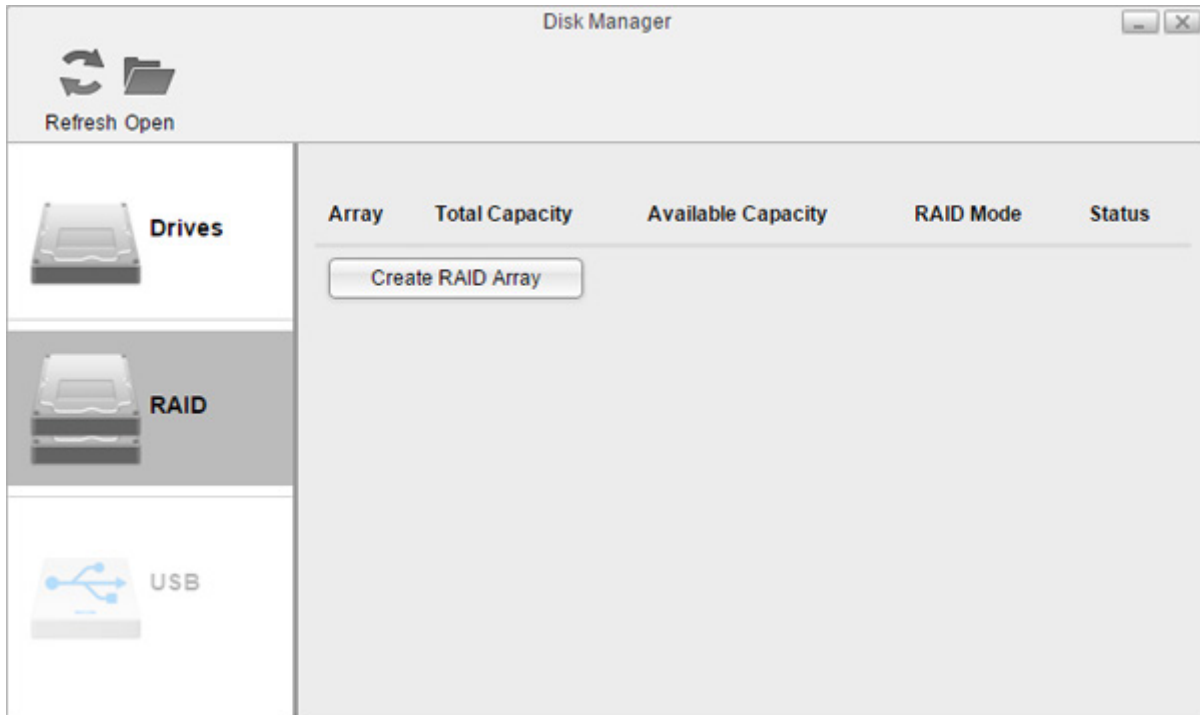 Disk Manager
Refresh Open
Drives
RAID
USB
Array Total Capacity Available Capacity RAID Mode Status
Create RAID Array